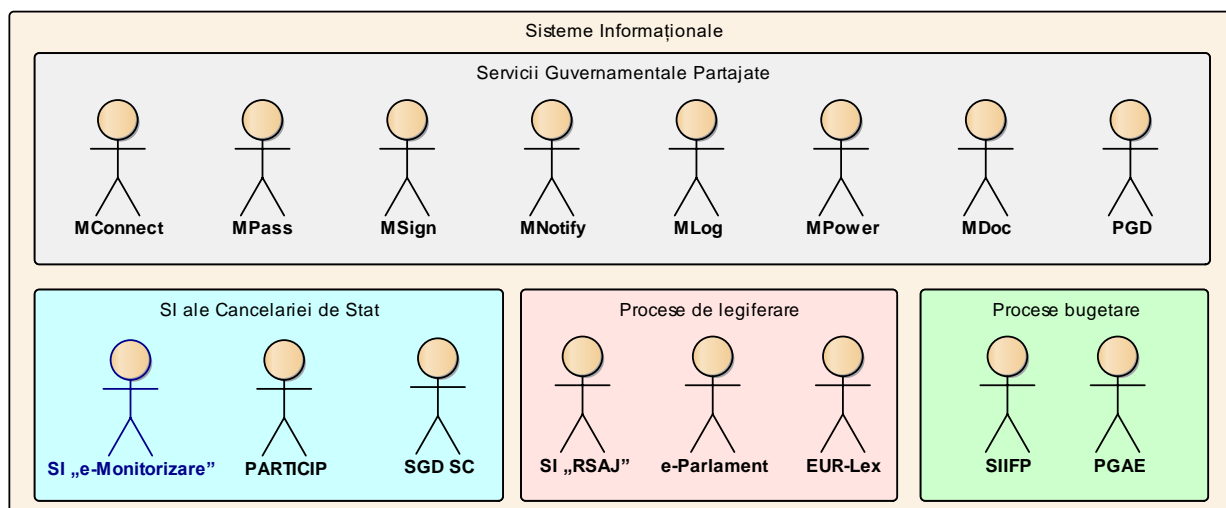 Sisteme Informaționale
Servicii Guvernamentale Partajate
MConnect MPass MSign MNotify MLog MPower MDoc PGD
SI ale Cancelariei de Stat
SI „e-Monitorizare” PARTICIP SGD SC
Procese de legiferare
SI „RSAJ” e-Parlament EUR-Lex
Procese bugetare
SIIFP PGAE